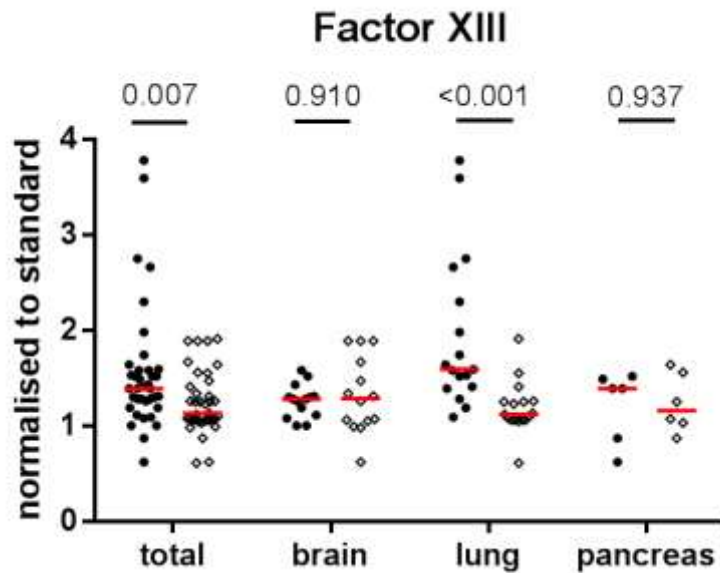 Factor XIII
0.007 0.910 <0.001 0.937
normalised to standard
4
3
2
1
0
total brain lung pancreas